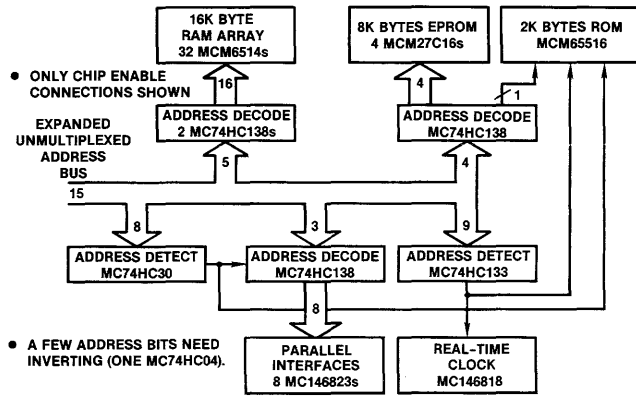 16K BYTE
RAM ARRAY
32 MCM6514s
8K BYTES EPROM
4 MCM27C16s
2K BYTES ROM
MCM65516
• ONLY CHIP ENABLE
CONNECTIONS SHOWN
16
4
1
EXPANDED
UNMULTIPLEXED
ADDRESS
BUS
ADDRESS DECODE
2 MC74HC138s
ADDRESS DECODE
MC74HC138
5
4
15
8
3
9
ADDRESS DETECT
MC74HC30
ADDRESS DECODE
MC74HC138
ADDRESS DETECT
MC74HC133
8
• A FEW ADDRESS BITS NEED
INVERTING (ONE MC74HC04).
PARALLEL
INTERFACES
8 MC146823s
REAL-TIME
CLOCK
MC146818